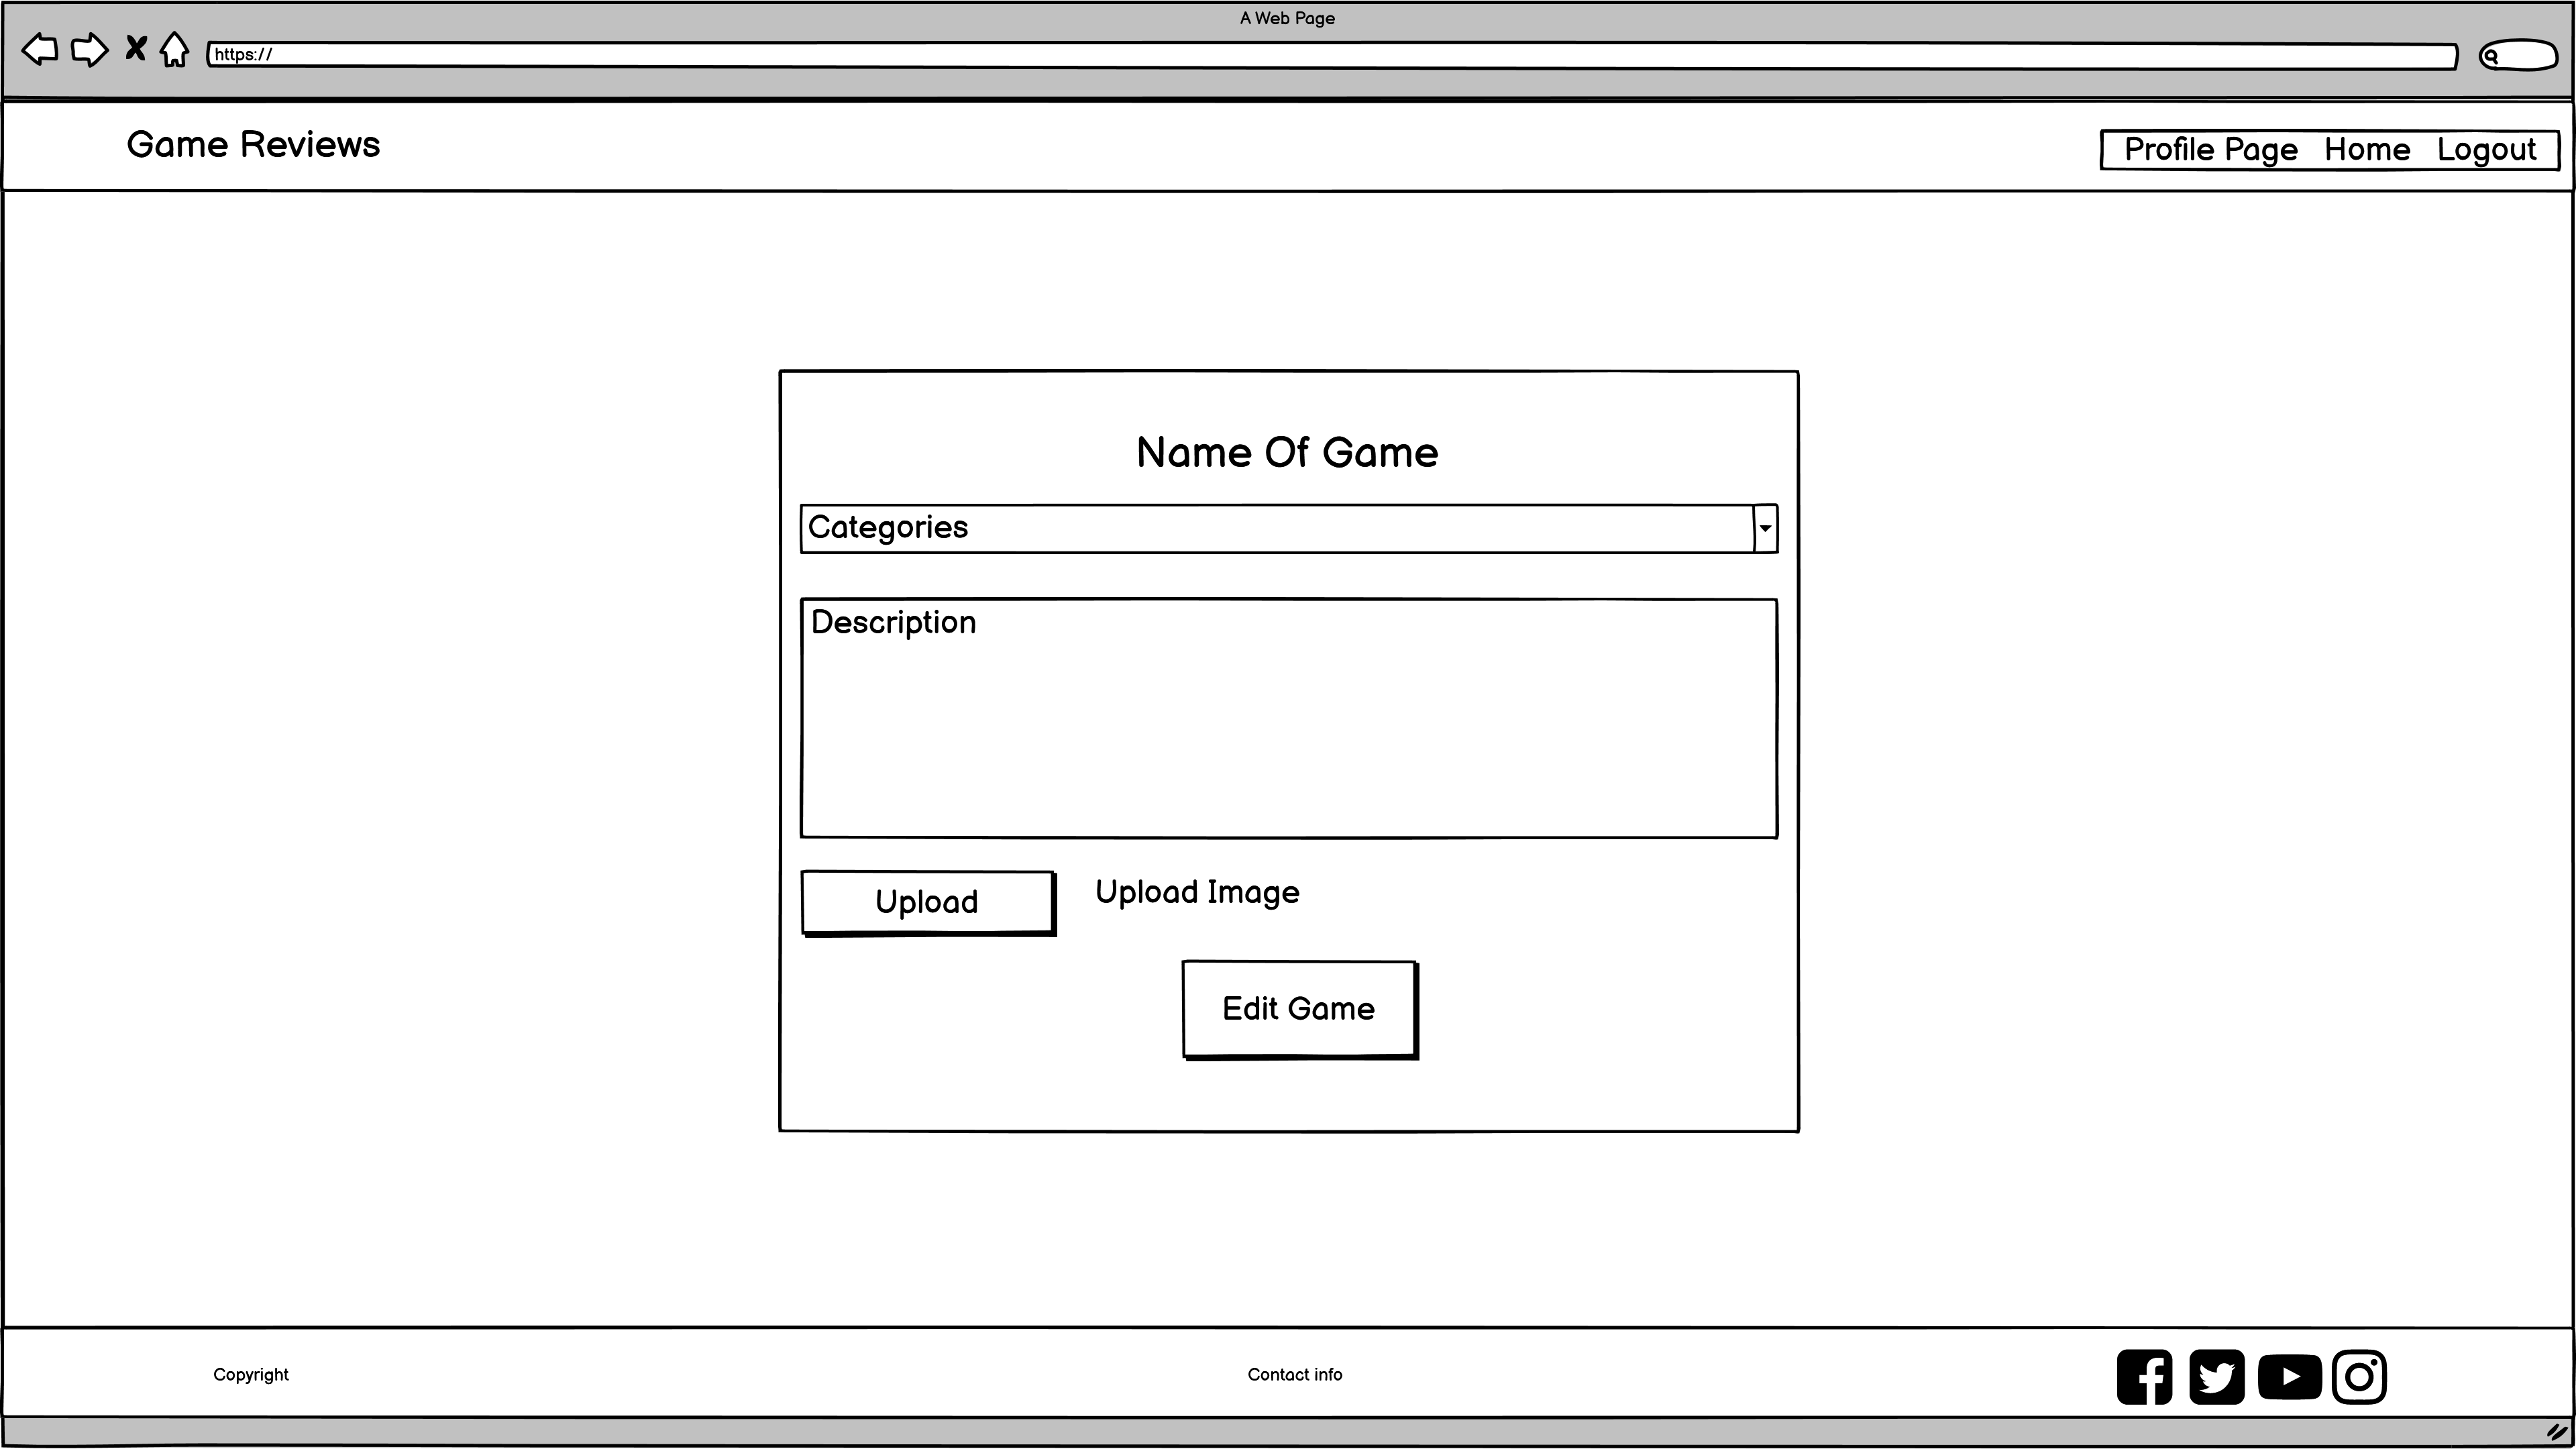 A Web Page
https://
Game Reviews
Profile Page Home Logout
Name Of Game
Categories
Description
Upload
Upload Image
Edit Game
Copyright
Contact info